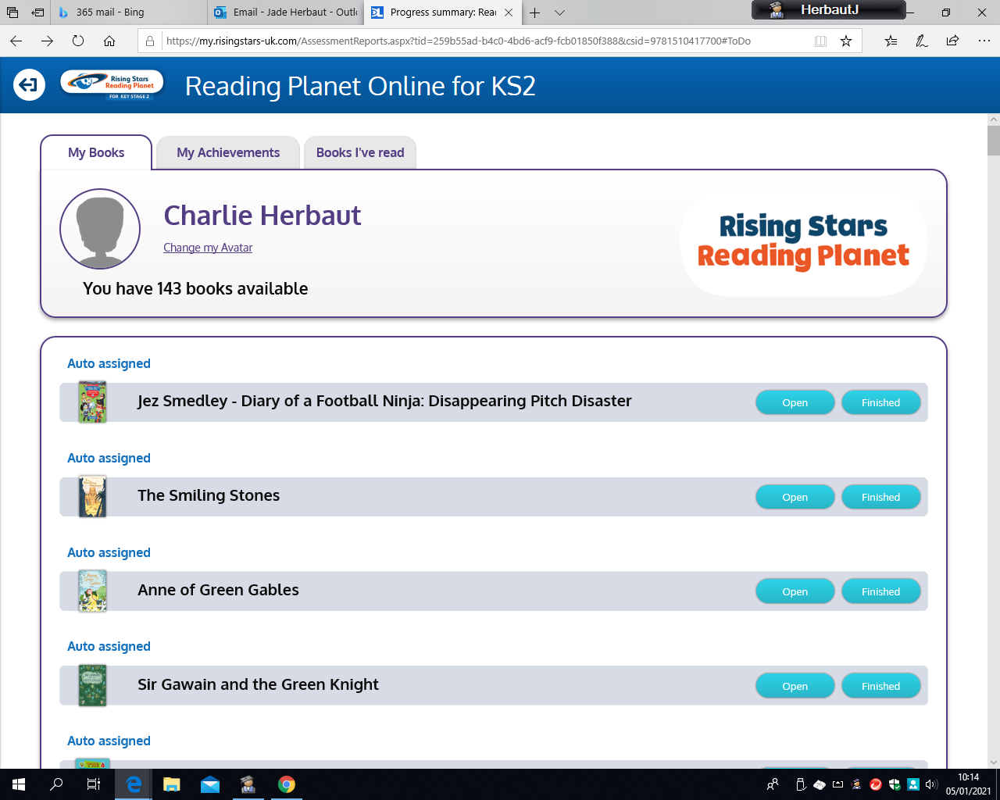 365 mail - Bing
Email - Jade Herbaut - Outlo
Progress summary: Rea
HerbautJ
https://my.risingstars-uk.com/AssessmentReports.aspx?tid=259b55ad-b4c0-4bd6-acf9-fcb01850f388&csid=9781510417700#ToDo
Rising Stars
Reading Planet
FOR KEY STAGE 2
Reading Planet Online for KS2
My Books
My Achievements
Books I've read
Charlie Herbaut
Change my Avatar
You have 143 books available
Rising Stars
Reading Planet
Auto assigned
Jez Smedley - Diary of a Football Ninja: Disappearing Pitch Disaster
Open
Finished
Auto assigned
The Smiling Stones
Open
Finished
Auto assigned
Anne of Green Gables
Open
Finished
Auto assigned
Sir Gawain and the Green Knight
Open
Finished
Auto assigned
10:14
05/01/2021